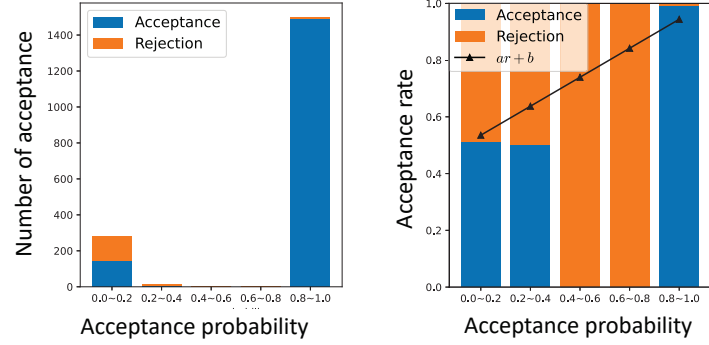 Acceptance
Rejection
Number of acceptance
1400
1200
1000
800
600
400
200
0
0.0~0.2 0.2~0.4 0.4~0.6 0.6~0.8 0.8~1.0
Acceptance probability
Acceptance
Rejection
ar + b
Acceptance rate
1.0
0.8
0.6
0.4
0.2
0.0
0.0~0.2 0.2~0.4 0.4~0.6 0.6~0.8 0.8~1.0
Acceptance probability